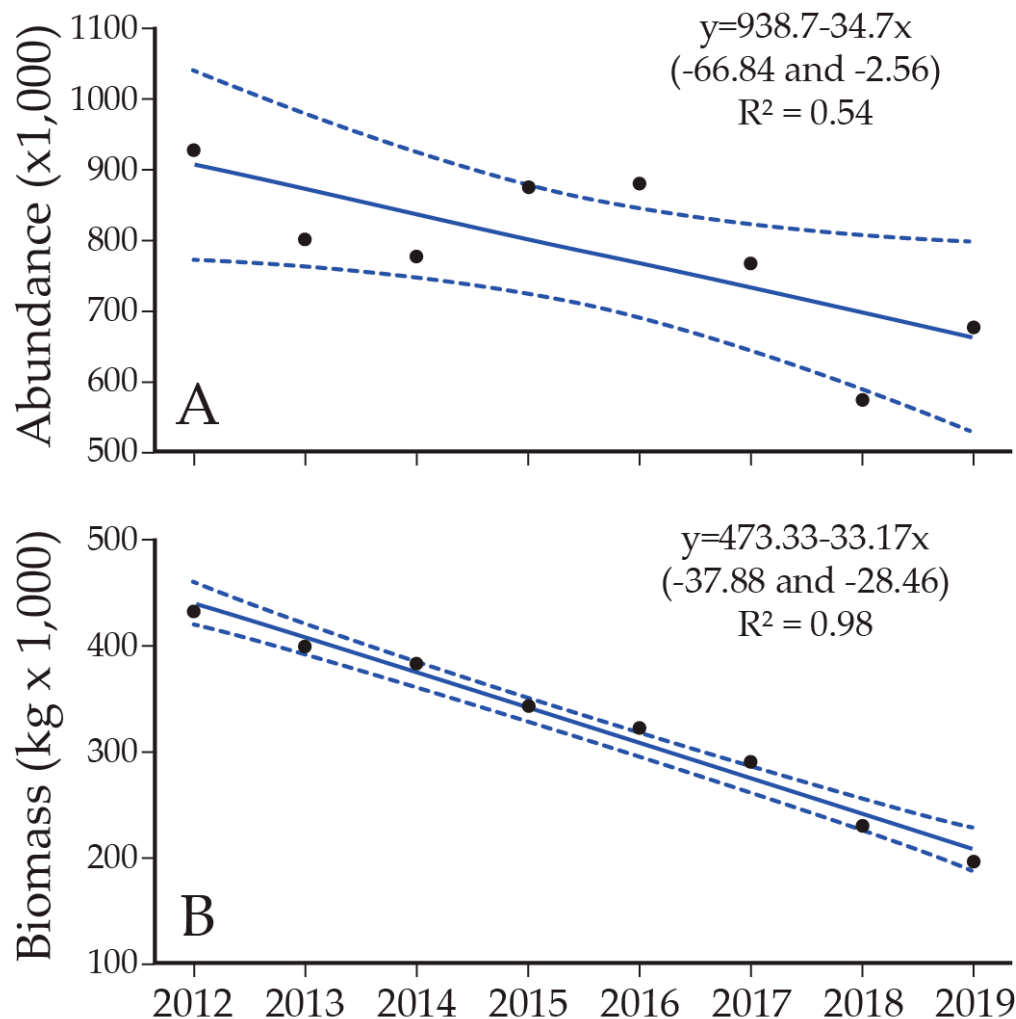 Abundance (x1,000)
1100
1000
900
800
700
600
500
y=938.7-34.7x
(-66.84 and -2.56)
R² = 0.54
A
Biomass (kg x 1,000)
500
400
300
200
100
y=473.33-33.17x
(-37.88 and -28.46)
R² = 0.98
B
2012 2013 2014 2015 2016 2017 2018 2019